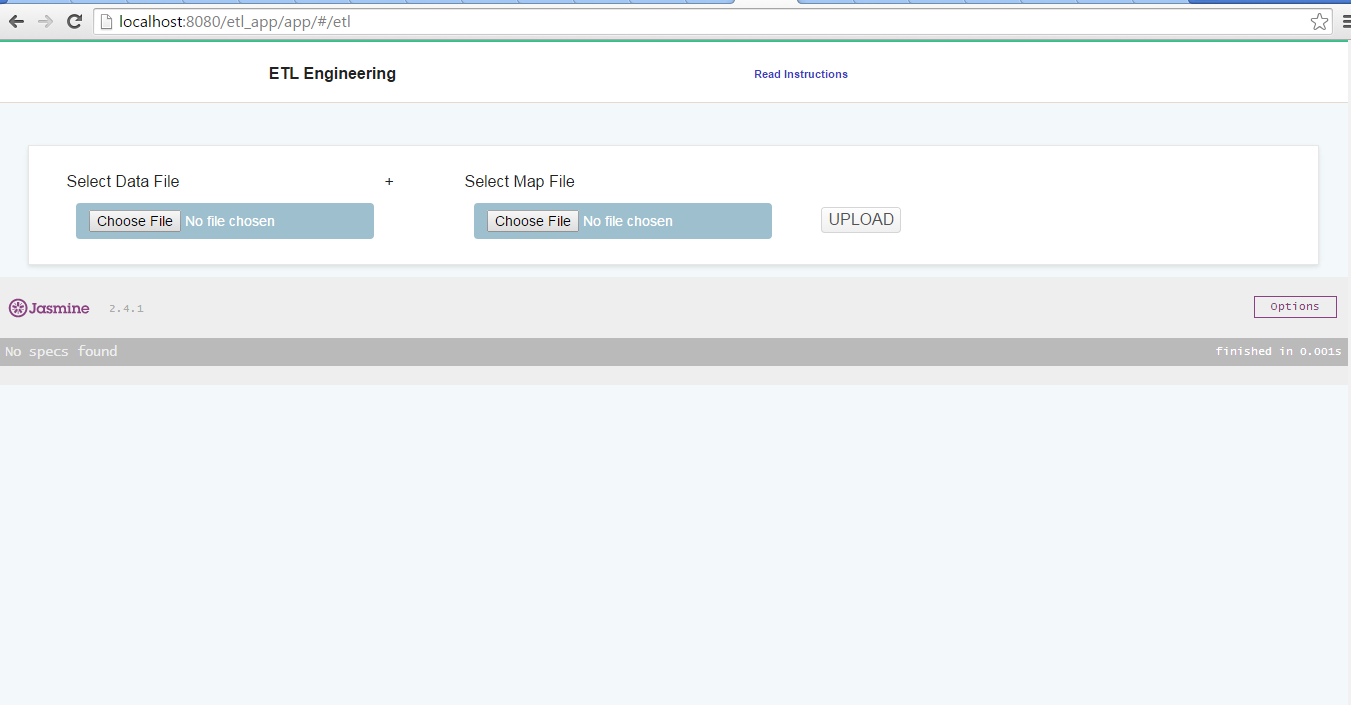 localhost:8080/etl_app/app/#/etl
ETL Engineering Read Instructions
Select Data File + Select Map File
Choose File No file chosen Choose File No file chosen UPLOAD
Jasmine 2.4.1 Options
No specs found finished in 0.001s